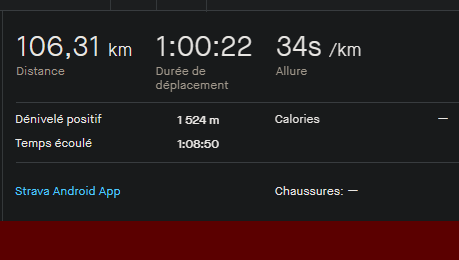 106,31 km 1:00:22 34s /km
Distance Durée de Allure
déplacement
Dénivelé positif 1 524 m Calories —
Temps écoulé 1:08:50
Strava Android App Chaussures: —